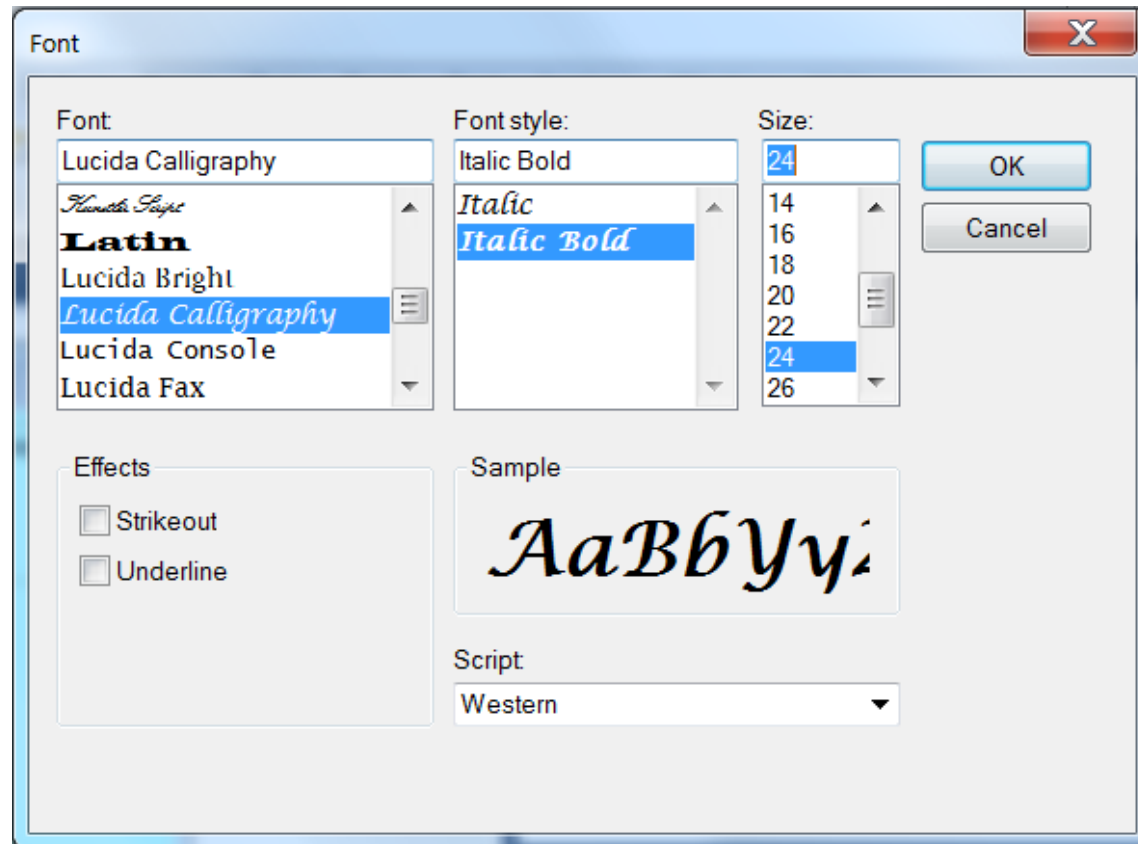 Font
Font:
Font style:
Size:
Lucida Calligraphy
Italic Bold
24
OK
Cancel
Kunstler Script
Latin
Lucida Bright
Lucida Calligraphy
Lucida Console
Lucida Fax
Italic
Italic Bold
14
16
18
20
22
24
26
Effects
Strikeout
Underline
Sample
AaBbYy
Script:
Western